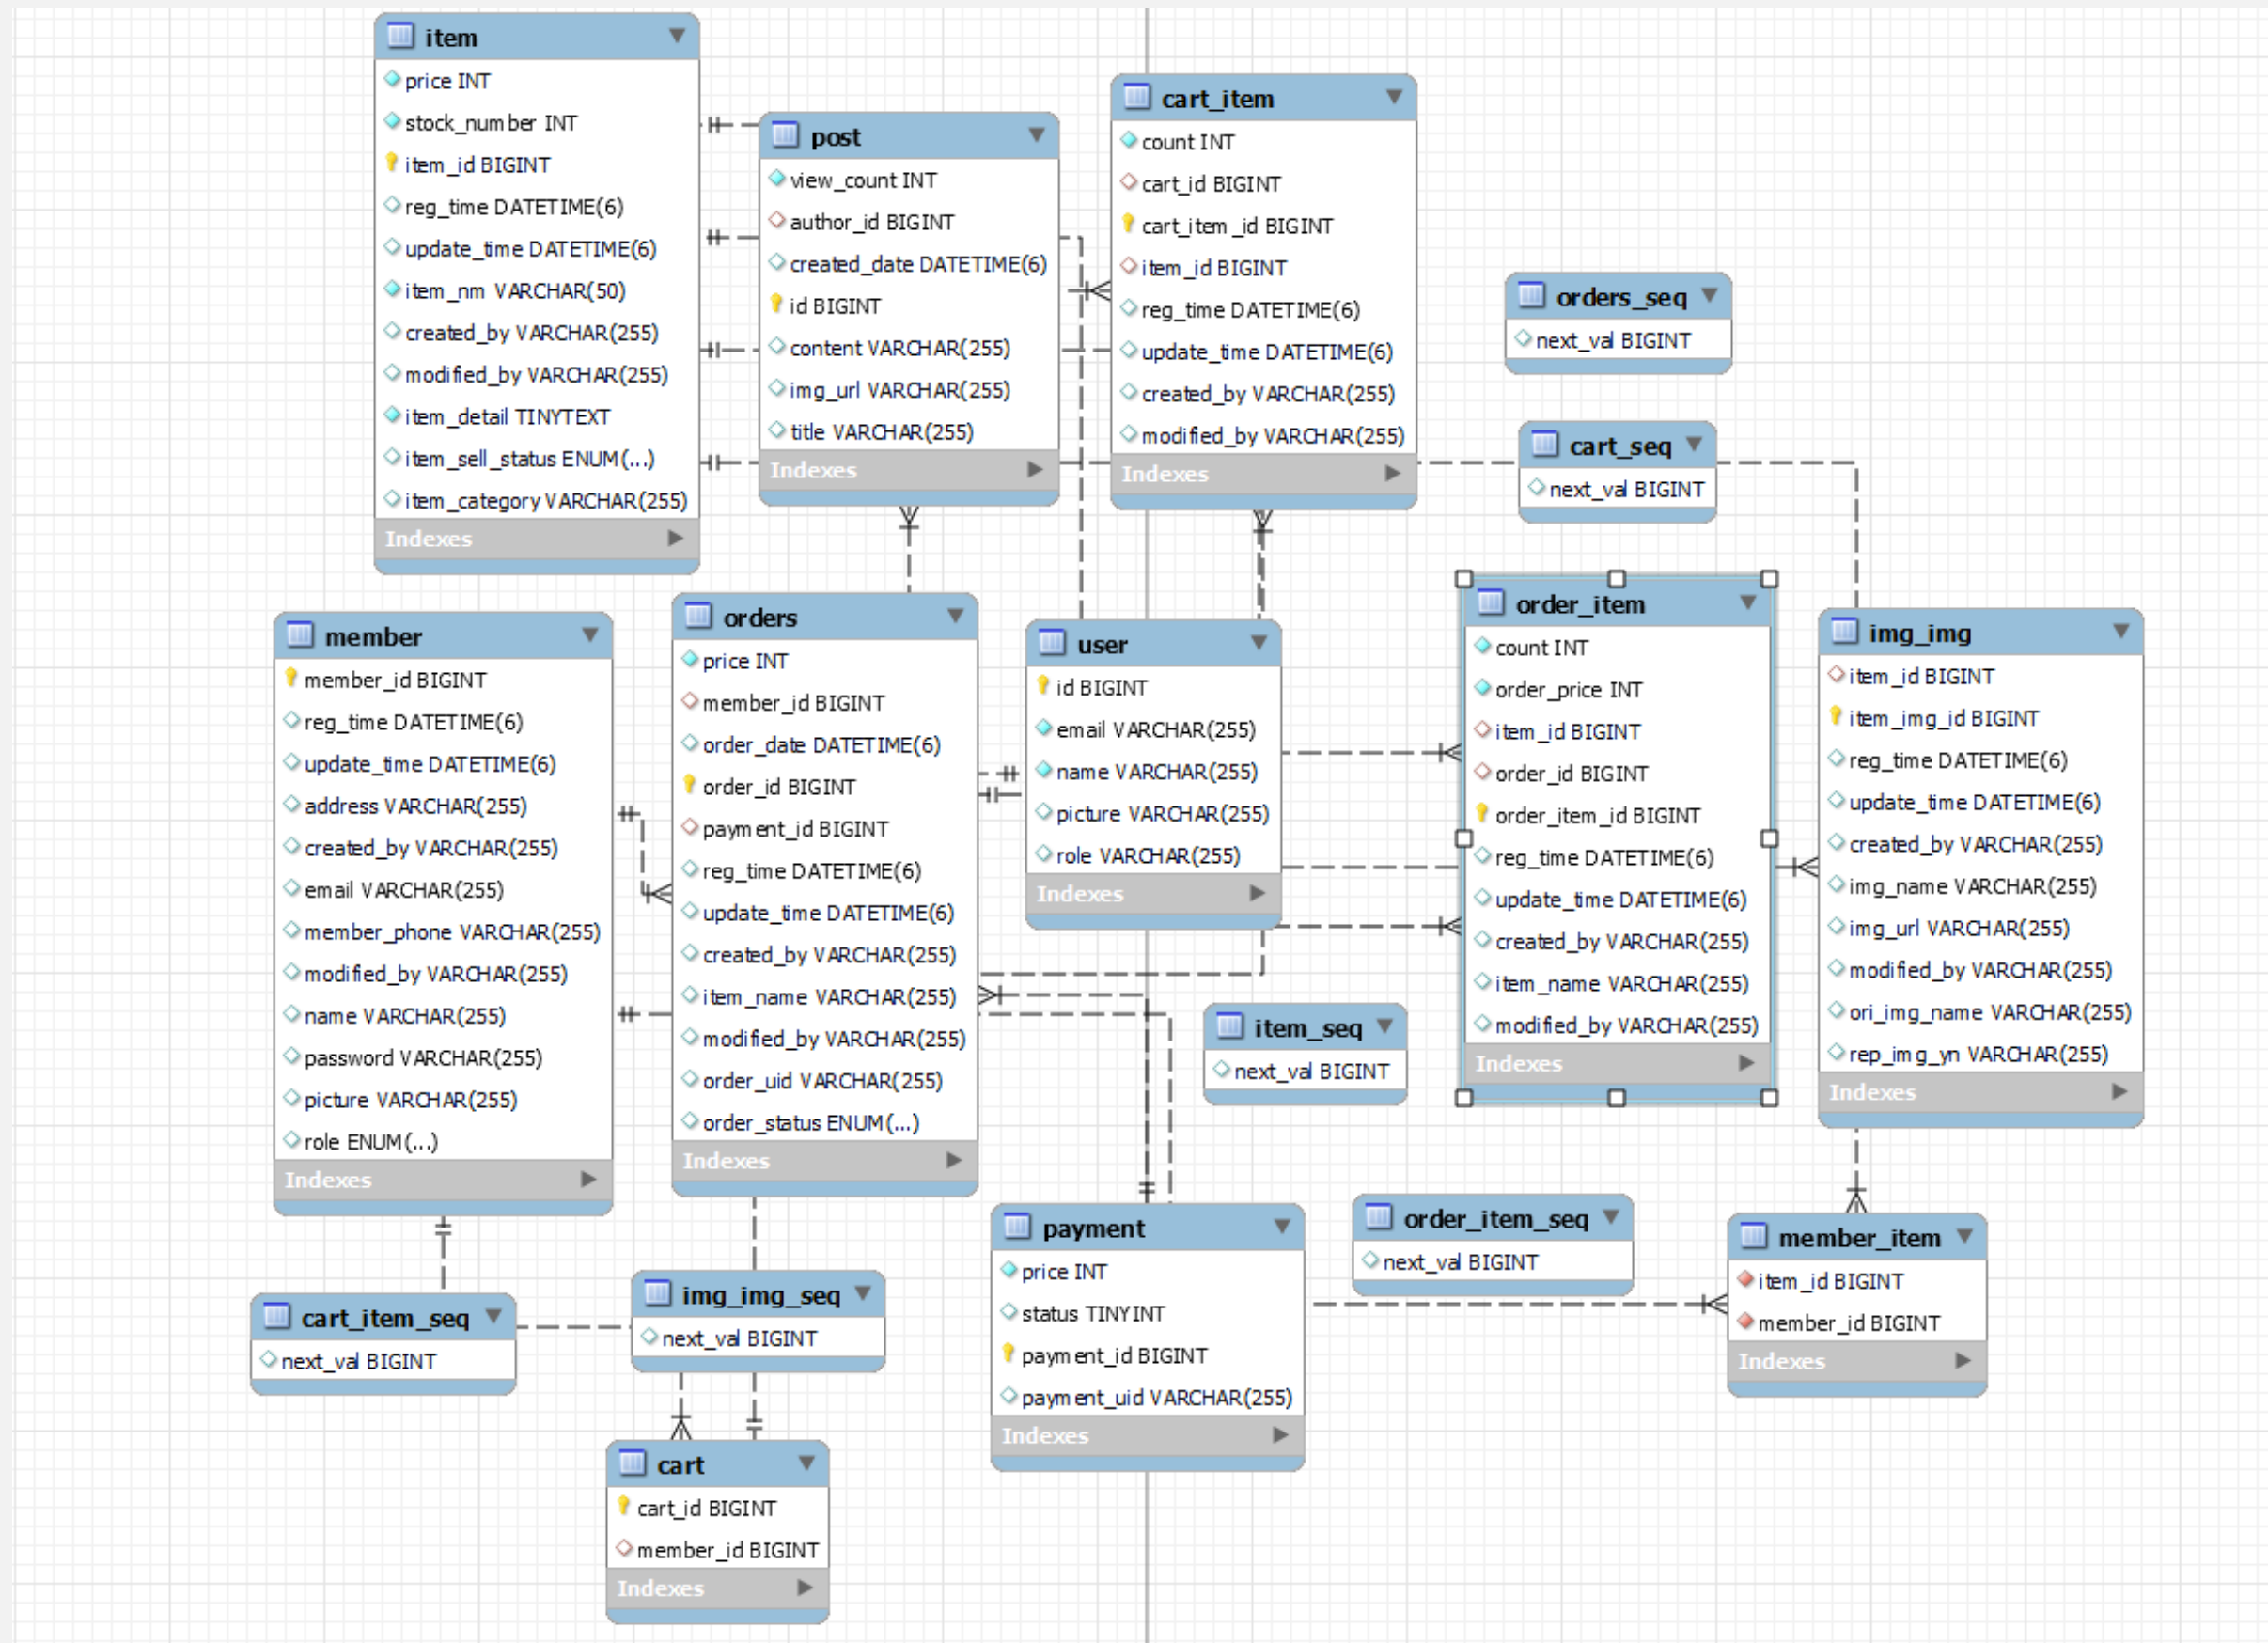 item
price INT
stock_number INT
item_id BIGINT
reg_time DATETIME(6)
update_time DATETIME(6)
item_nm VARCHAR(50)
created_by VARCHAR(255)
modified_by VARCHAR(255)
item_detail TINYTEXT
item_sell_status ENUM(...)
item_category VARCHAR(255)
Indexes
post
view_count INT
author_id BIGINT
created_date DATETIME(6)
id BIGINT
content VARCHAR(255)
img_url VARCHAR(255)
title VARCHAR(255)
Indexes
cart_item
count INT
cart_id BIGINT
cart_item_id BIGINT
item_id BIGINT
reg_time DATETIME(6)
update_time DATETIME(6)
created_by VARCHAR(255)
modified_by VARCHAR(255)
Indexes
orders_seq
next_val BIGINT
cart_seq
next_val BIGINT
member
member_id BIGINT
reg_time DATETIME(6)
update_time DATETIME(6)
address VARCHAR(255)
created_by VARCHAR(255)
email VARCHAR(255)
member_phone VARCHAR(255)
modified_by VARCHAR(255)
name VARCHAR(255)
password VARCHAR(255)
picture VARCHAR(255)
role ENUM(...)
Indexes
orders
price INT
member_id BIGINT
order_date DATETIME(6)
order_id BIGINT
payment_id BIGINT
reg_time DATETIME(6)
update_time DATETIME(6)
created_by VARCHAR(255)
item_name VARCHAR(255)
modified_by VARCHAR(255)
order_uid VARCHAR(255)
order_status ENUM(...)
Indexes
user
id BIGINT
email VARCHAR(255)
name VARCHAR(255)
picture VARCHAR(255)
role VARCHAR(255)
Indexes
order_item
count INT
order_price INT
item_id BIGINT
order_id BIGINT
order_item_id BIGINT
reg_time DATETIME(6)
update_time DATETIME(6)
created_by VARCHAR(255)
item_name VARCHAR(255)
modified_by VARCHAR(255)
Indexes
img_img
item_id BIGINT
item_img_id BIGINT
reg_time DATETIME(6)
update_time DATETIME(6)
created_by VARCHAR(255)
img_name VARCHAR(255)
img_url VARCHAR(255)
modified_by VARCHAR(255)
ori_img_name VARCHAR(255)
rep_img_yn VARCHAR(255)
Indexes
item_seq
next_val BIGINT
cart_item_seq
next_val BIGINT
img_img_seq
next_val BIGINT
payment
price INT
status TINYINT
payment_id BIGINT
payment_uid VARCHAR(255)
Indexes
order_item_seq
next_val BIGINT
member_item
item_id BIGINT
member_id BIGINT
Indexes
cart
cart_id BIGINT
member_id BIGINT
Indexes